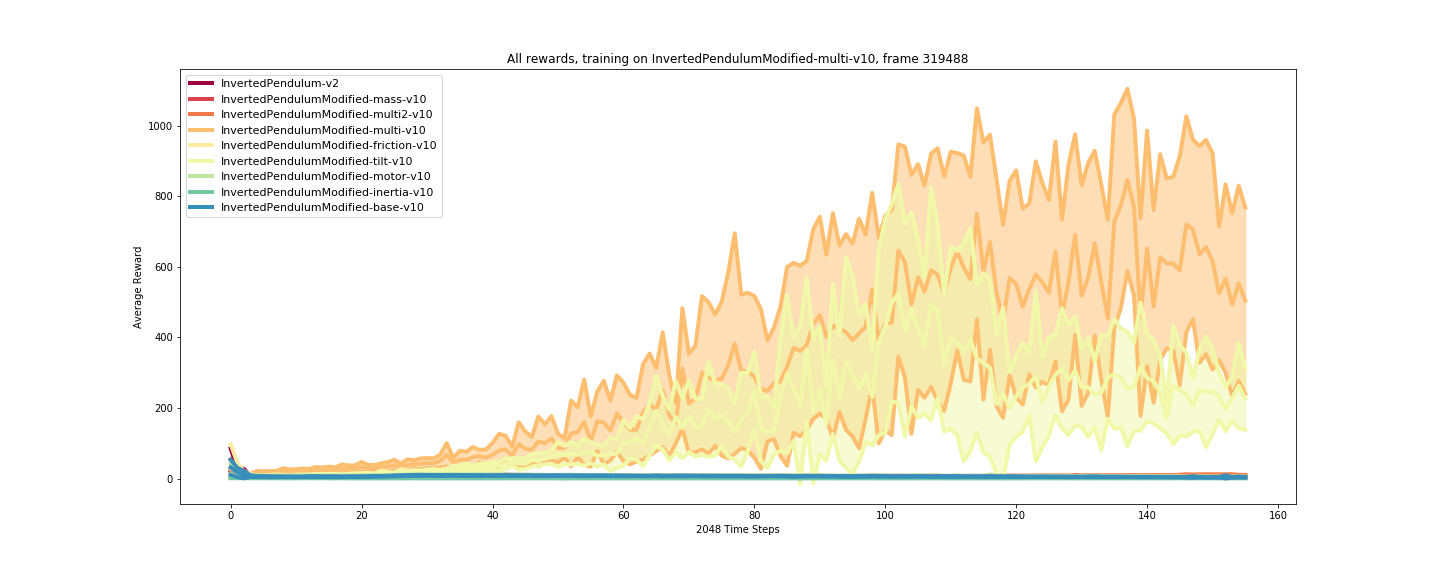 All rewards, training on InvertedPendulumModified-multi-v10, frame 319488
InvertedPendulum-v2
InvertedPendulumModified-mass-v10
InvertedPendulumModified-multi2-v10
InvertedPendulumModified-multi-v10
InvertedPendulumModified-friction-v10
InvertedPendulumModified-tilt-v10
InvertedPendulumModified-motor-v10
InvertedPendulumModified-inertia-v10
InvertedPendulumModified-base-v10
Average Reward
1000
800
600
400
200
0
0 20 40 60 80 100 120 140 160
2048 Time Steps